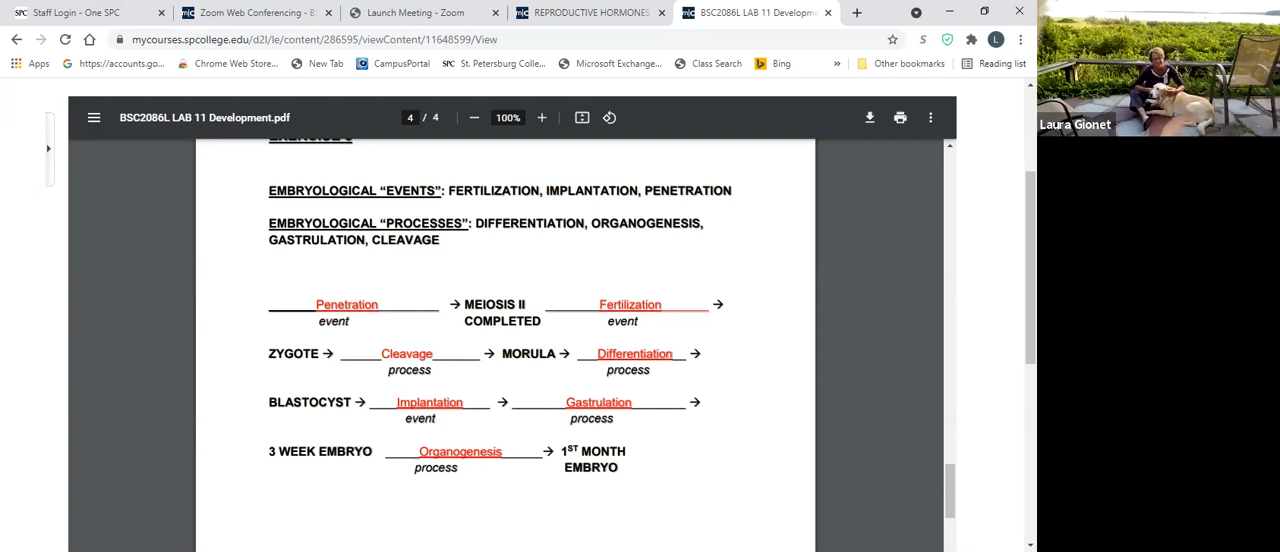 Staff Login - One SPC
Zoom Web Conferencing - BS
Launch Meeting - Zoom
REPRODUCTIVE HORMONES
BSC2086L LAB 11 Developm
mycourses.spcollege.edu/d2l/le/content/286595/viewContent/11648599/View
S
L
Apps
https://accounts.go...
Chrome Web Store...
New Tab
CampusPortal
SPC St. Petersburg Colle...
Microsoft Exchange...
Class Search
Bing
»
Other bookmarks
Reading list
BSC2086L LAB 11 Development.pdf
4 / 4
100%
Laura Gionet
EMBRYOLOGICAL “EVENTS”: FERTILIZATION, IMPLANTATION, PENETRATION
EMBRYOLOGICAL “PROCESSES”: DIFFERENTIATION, ORGANOGENESIS,
GASTRULATION, CLEAVAGE
Penetration → MEIOSIS II Fertilization →
event COMPLETED event
ZYGOTE → Cleavage → MORULA → Differentiation →
process process
BLASTOCYST → Implantation → Gastrulation →
event process
3 WEEK EMBRYO Organogenesis → 1ST MONTH
process EMBRYO